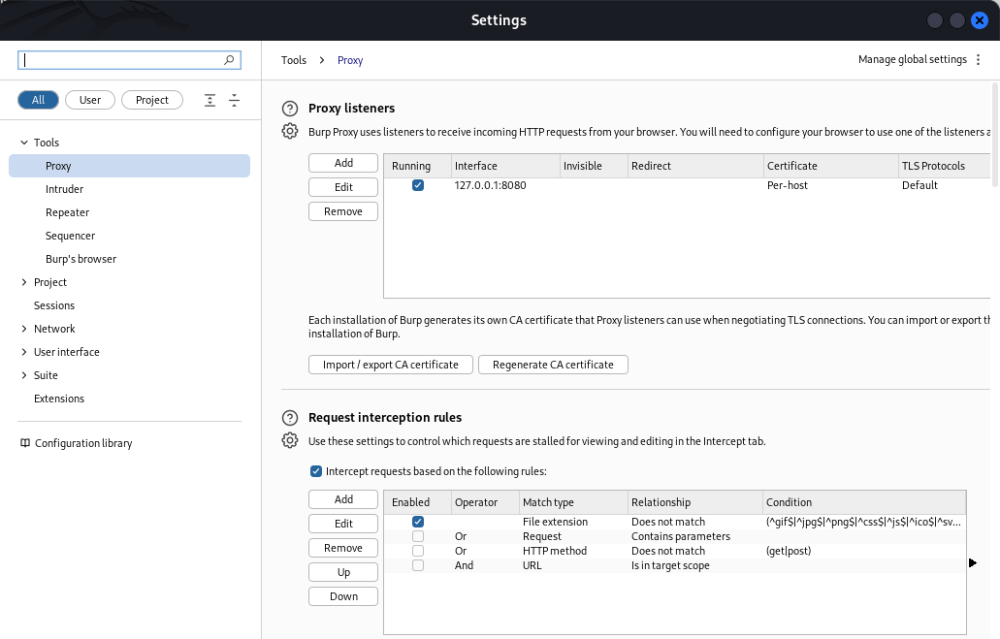 Settings
Tools > Proxy
Manage global settings
All
User
Project
Tools
Proxy
Intruder
Repeater
Sequencer
Burp's browser
Project
Sessions
Network
User interface
Suite
Extensions
Configuration library
Proxy listeners
Burp Proxy uses listeners to receive incoming HTTP requests from your browser. You will need to configure your browser to use one of the listeners a
Add
Edit
Remove
Running Interface Invisible Redirect Certificate TLS Protocols
127.0.0.1:8080 Per-host Default
Each installation of Burp generates its own CA certificate that Proxy listeners can use when negotiating TLS connections. You can import or export th
installation of Burp.
Import / export CA certificate
Regenerate CA certificate
Request interception rules
Use these settings to control which requests are stalled for viewing and editing in the Intercept tab.
Intercept requests based on the following rules:
Add
Edit
Remove
Up
Down
Enabled Operator Match type Relationship Condition
File extension Does not match (^gif$|^jpg$|^png$|^css$|^js$|^ico$|^sv...
Or Request Contains parameters
Or HTTP method Does not match (get|post)
And URL Is in target scope